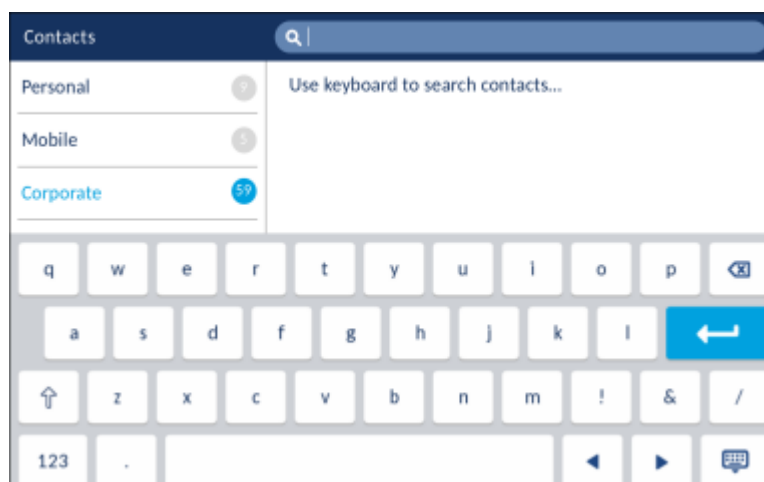 Contacts
Use keyboard to search contacts...
Personal 9
Mobile 5
Corporate 59
q w e r t y u i o p
a s d f g h j k l
z x c v b n m ! & /
123 .